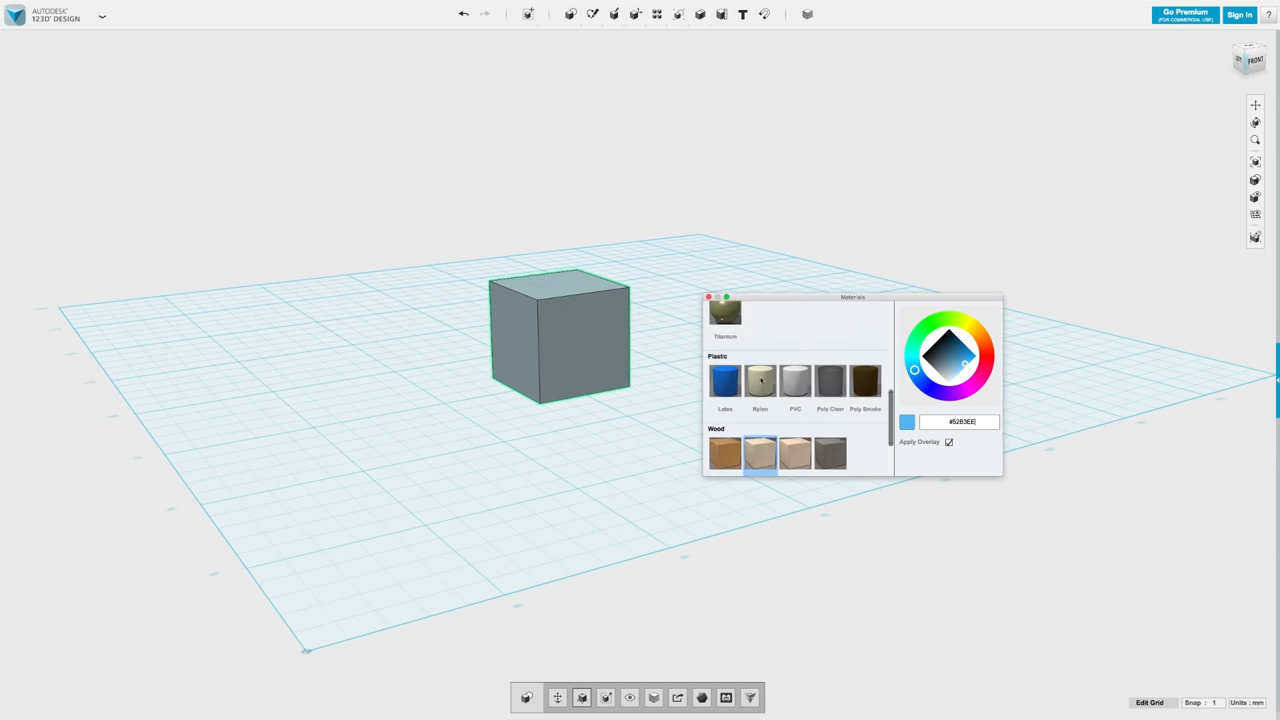 AUTODESK®
123D® DESIGN
Go Premium
(FOR COMMERCIAL USE)
Sign In
?
FRONT
Materials
Titanium
Plastic
Latex
Nylon
PVC
Poly Clear
Poly Smoke
Wood
#52B3EE
Apply Overlay
T
Edit Grid
Snap : 1
Units : mm